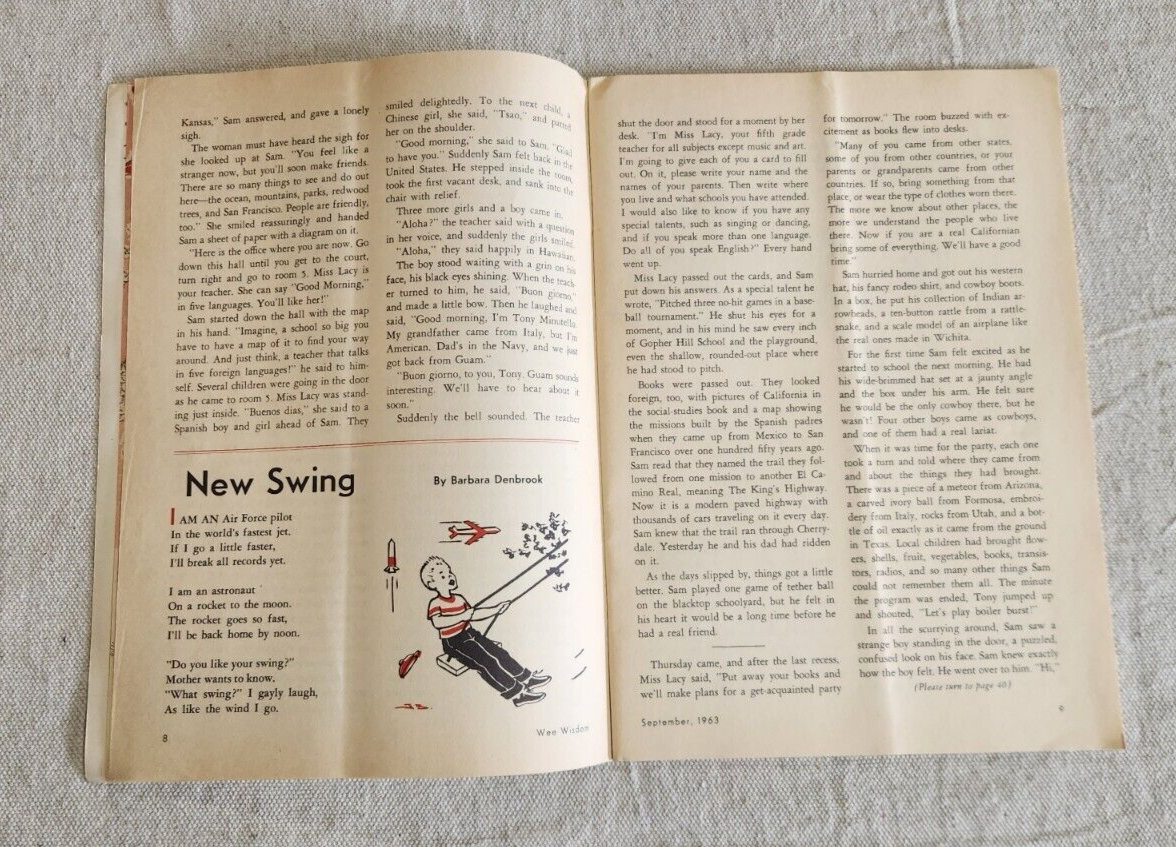 Kansas," Sam answered, and gave a lonely
sigh.
The woman must have heard the sigh for
she looked up at Sam. "You feel like a
stranger now, but you'll soon make friends.
There are so many things to see and do out
here—the ocean, mountains, parks, redwood
trees, and San Francisco. People are friendly,
too." She smiled reassuringly and handed
Sam a sheet of paper with a diagram on it.
"Here is the office where you are now. Go
down this hall until you get to the court,
turn right and go to room 5. Miss Lacy is
your teacher. She can say "Good Morning,"
in five languages. You'll like her!"
Sam started down the hall with the map
in his hand. "Imagine, a school so big you
have to have a map of it to find your way
around. And just think, a teacher that talks
in five foreign languages!" he said to him-
self. Several children were going in the door
as he came to room 5. Miss Lacy was stand-
ing just inside. "Buenos dias," she said to a
Spanish boy and girl ahead of Sam. They
smiled delightedly. To the next child, a
Chinese girl, she said, "Tsao," and patted
her on the shoulder.
"Good morning," she said to Sam. "Glad
to have you." Suddenly Sam felt back in the
United States. He stepped inside the room,
took the first vacant desk, and sank into the
chair with relief.
Three more girls and a boy came in.
"Aloha?" the teacher said with a question
in her voice, and suddenly the girls smiled.
"Aloha," they said happily in Hawaiian.
The boy stood waiting with a grin on his
face, his black eyes shining. When the teach-
er turned to him, he said, "Buon giorno,"
and made a little bow. Then he laughed and
said, "Good morning, I'm Tony Minutella.
My grandfather came from Italy, but I'm
American. Dad's in the Navy, and we just
got back from Guam."
"Buon giorno, to you, Tony. Guam sounds
interesting. We'll have to hear about it
soon."
Suddenly the bell sounded. The teacher
New Swing
By Barbara Denbrook
I AM AN Air Force pilot
In the world's fastest jet.
If I go a little faster,
I'll break all records yet.
I am an astronaut
On a rocket to the moon.
The rocket goes so fast,
I'll be back home by noon.
"Do you like your swing?"
Mother wants to know.
"What swing?" I gayly laugh,
As like the wind I go.
8
Wee Wisdom
shut the door and stood for a moment by her
desk. "I'm Miss Lacy, your fifth grade
teacher for all subjects except music and art.
I'm going to give each of you a card to fill
out. On it, please write your name and the
names of your parents. Then write where
you live and what schools you have attended.
I would also like to know if you have any
special talents, such as singing or dancing,
and if you speak more than one language.
Do all of you speak English?" Every hand
went up.
Miss Lacy passed out the cards, and Sam
put down his answers. As a special talent he
wrote, "Pitched three no-hit games in a base-
ball tournament." He shut his eyes for a
moment, and in his mind he saw every inch
of Gopher Hill School and the playground,
even the shallow, rounded-out place where
he had stood to pitch.
Books were passed out. They looked
foreign, too, with pictures of California in
the social-studies book and a map showing
the missions built by the Spanish padres
when they came up from Mexico to San
Francisco over one hundred fifty years ago.
Sam read that they named the trail they fol-
lowed from one mission to another El Ca-
mino Real, meaning The King's Highway.
Now it is a modern paved highway with
thousands of cars traveling on it every day.
Sam knew that the trail ran through Cherry-
dale. Yesterday he and his dad had ridden
on it.
As the days slipped by, things got a little
better. Sam played one game of tether ball
on the blacktop schoolyard, but he felt in
his heart it would be a long time before he
had a real friend.
Thursday came, and after the last recess,
Miss Lacy said, "Put away your books and
we'll make plans for a get-acquainted party
for tomorrow." The room buzzed with ex-
citement as books flew into desks.
"Many of you came from other states,
some of you from other countries, or your
parents or grandparents came from other
countries. If so, bring something from that
place, or wear the type of clothes worn there.
The more we know about other places, the
more we understand the people who live
there. Now if you are a real Californian
bring some of everything. We'll have a good
time."
Sam hurried home and got out his western
hat, his fancy rodeo shirt, and cowboy boots.
In a box, he put his collection of Indian ar-
rowheads, a ten-button rattle from a rattle-
snake, and a scale model of an airplane like
the real ones made in Wichita.
For the first time Sam felt excited as he
started to school the next morning. He had
his wide-brimmed hat set at a jaunty angle
and the box under his arm. He felt sure
he would be the only cowboy there, but he
wasn't! Four other boys came as cowboys,
and one of them had a real lariat.
When it was time for the party, each one
took a turn and told where they came from
and about the things they had brought.
There was a piece of a meteor from Arizona,
a carved ivory ball from Formosa, embroi-
dery from Italy, rocks from Utah, and a bot-
tle of oil exactly as it came from the ground
in Texas. Local children had brought flow-
ers, shells, fruit, vegetables, books, transis-
tors, radios, and so many other things Sam
could not remember them all. The minute
the program was ended, Tony jumped up
and shouted, "Let's play boiler burst!"
In all the scurrying around, Sam saw a
strange boy standing in the door, a puzzled,
confused look on his face. Sam knew exactly
how the boy felt. He went over to him. "Hi,"
(Please turn to page 40)
September, 1963
9